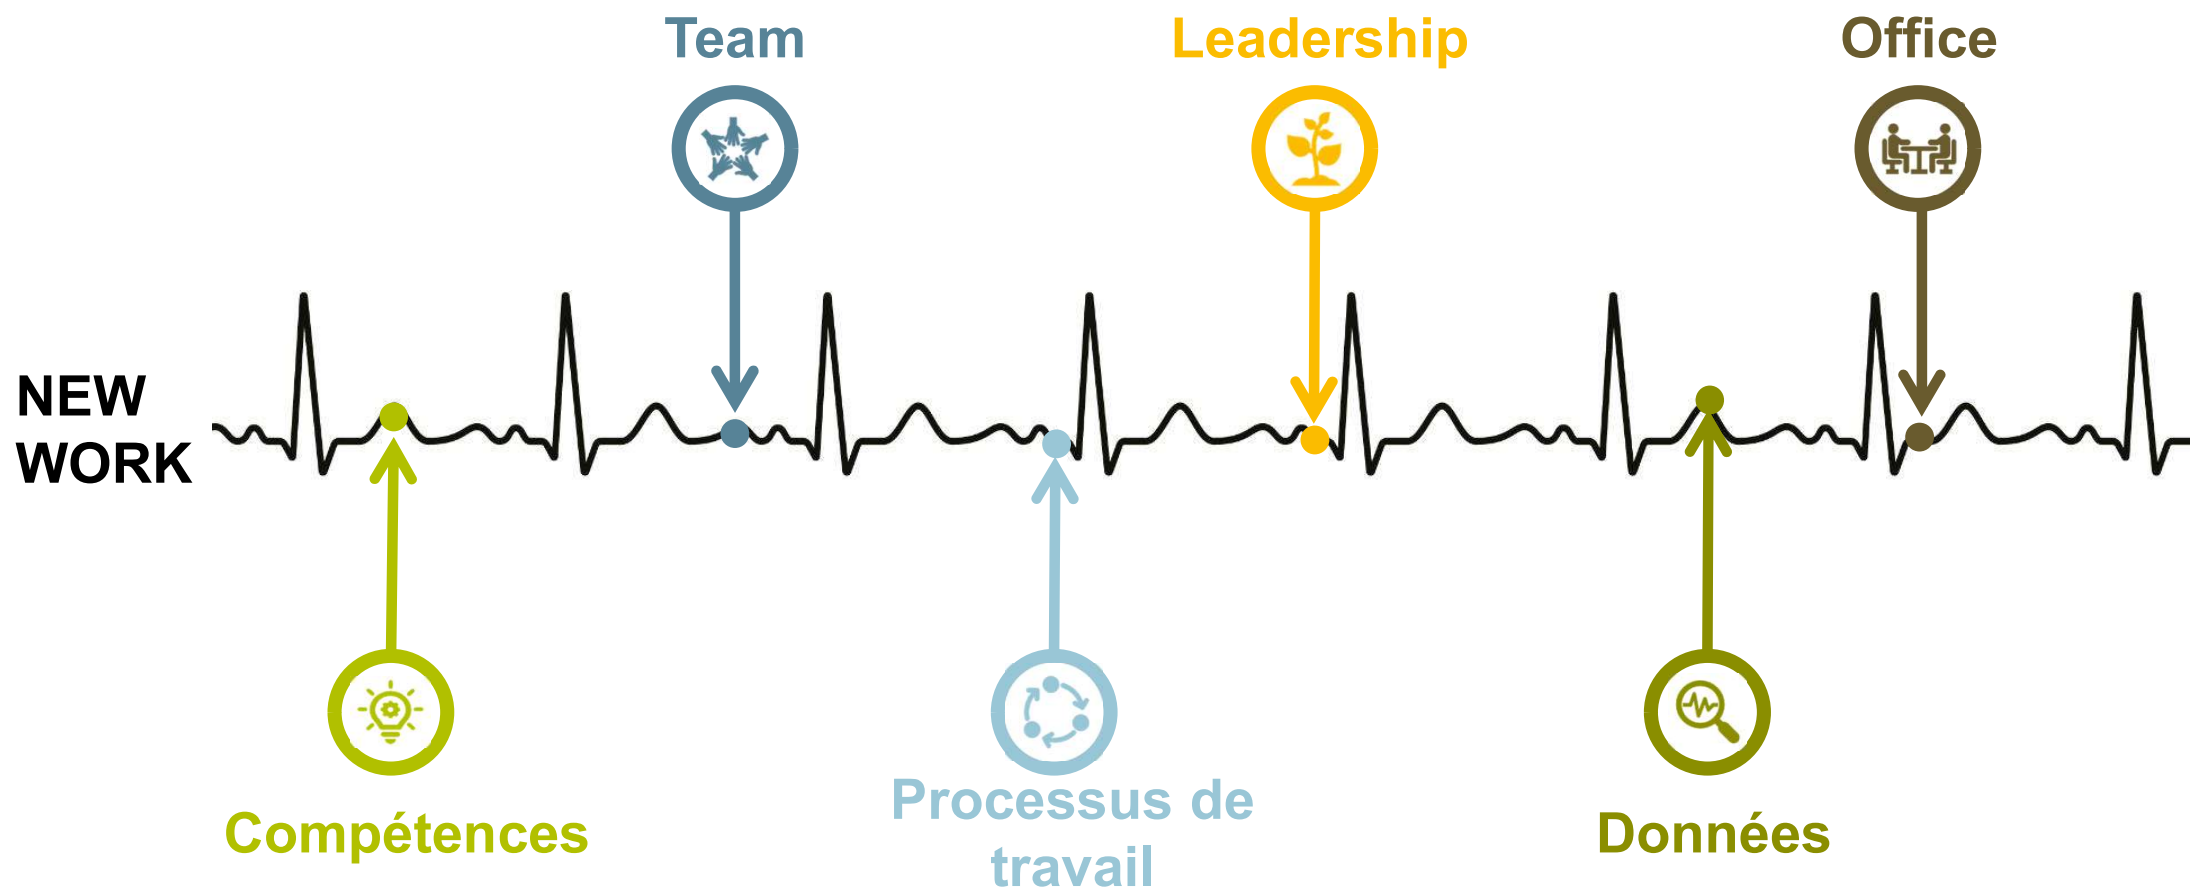 Team
Leadership
Office
NEW
WORK
Compétences
Processus de
travail
Données